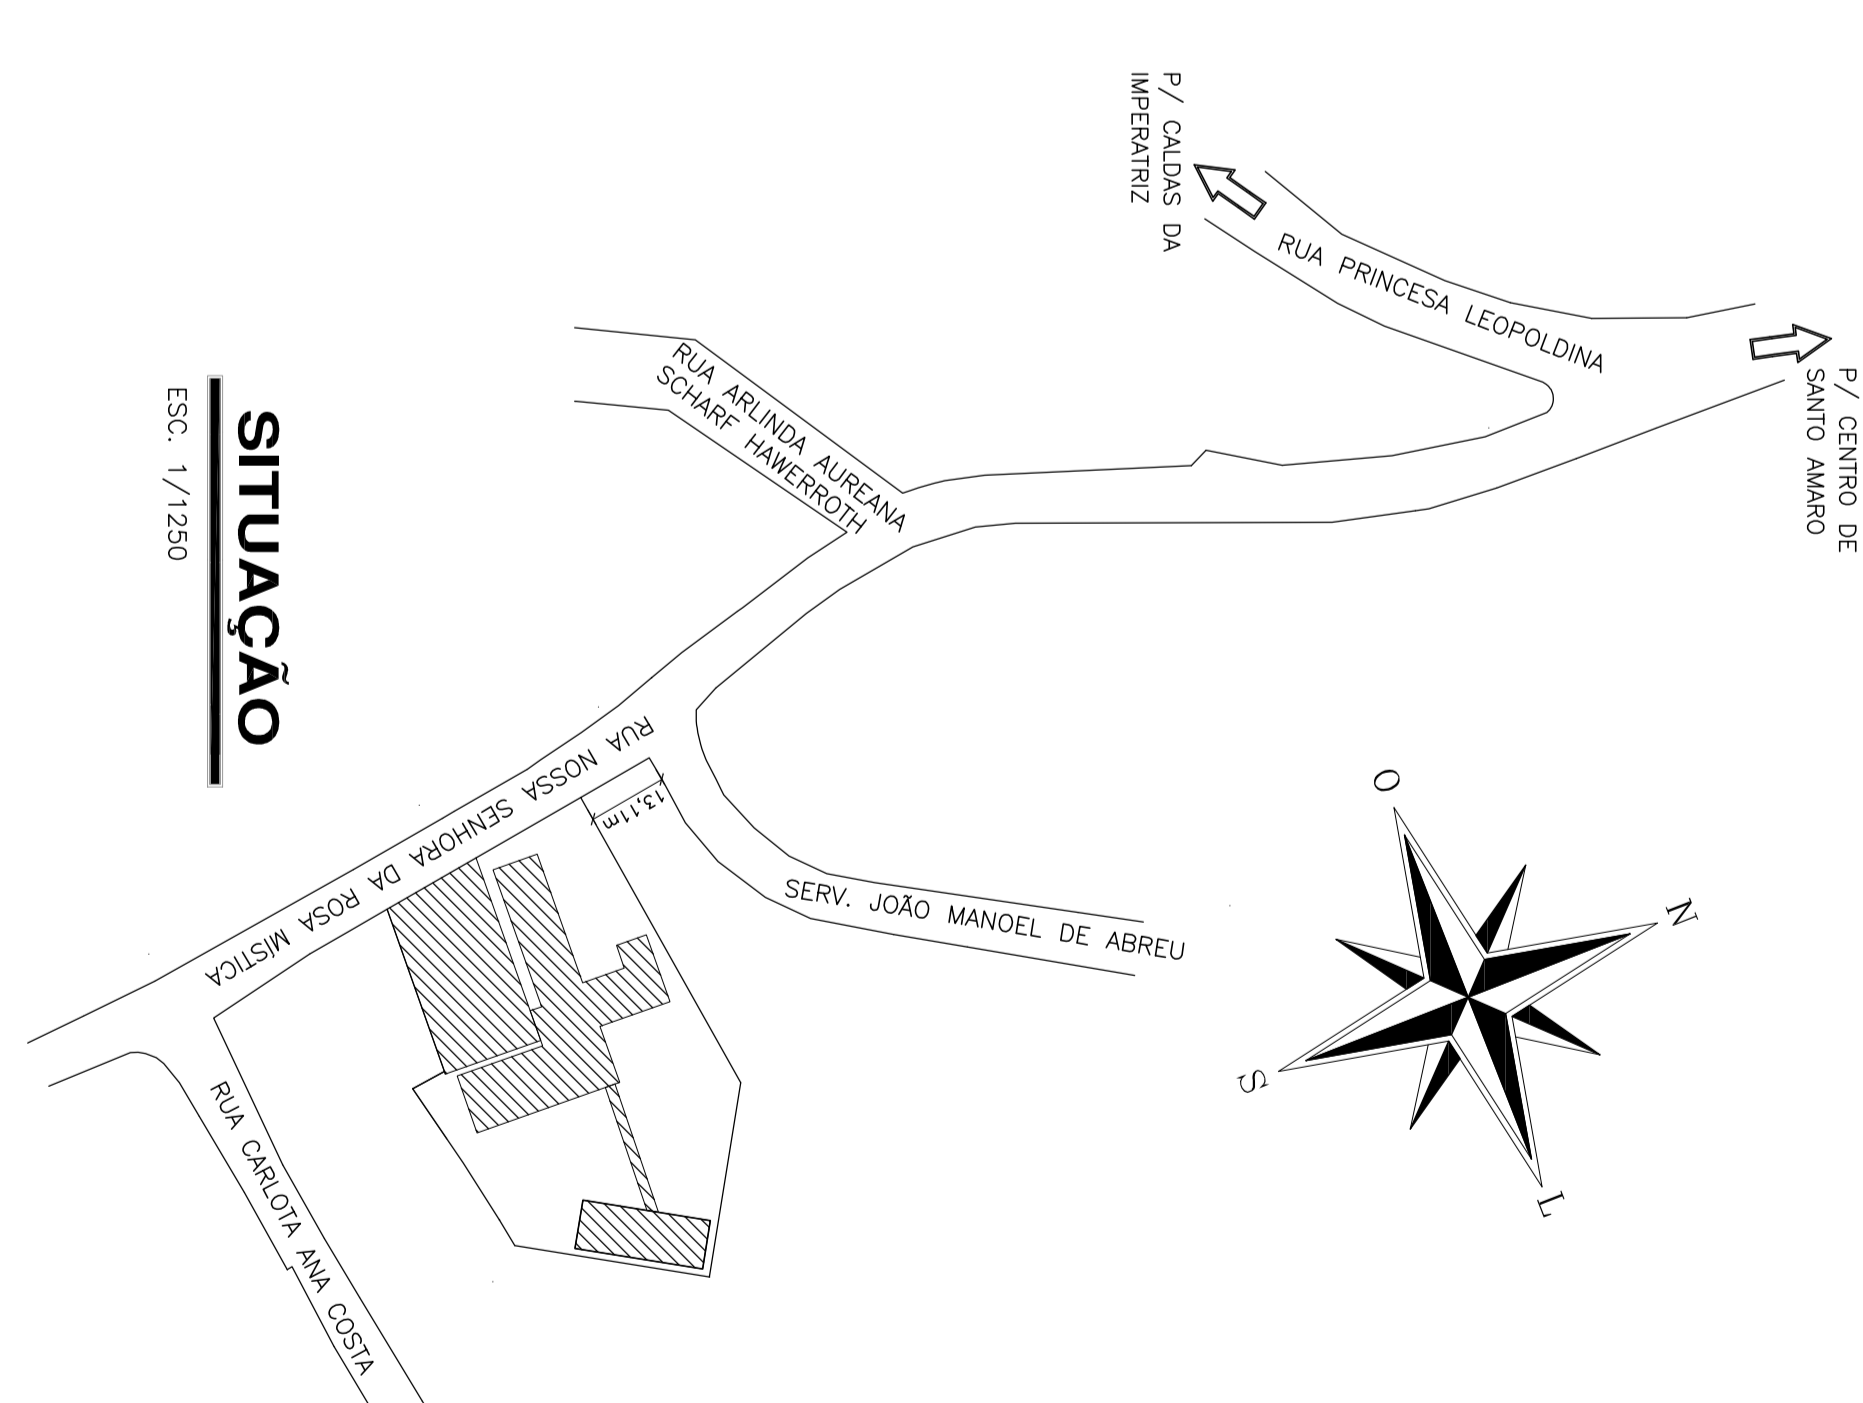 P/ CENTRO DE
SANTO AMARO
P/ CALDAS DA
IMPERATRIZ
RUA PRINCESA LEOPOLDINA
RUA ARLINDA AUREANA
SCHARF HAWERROTH
RUA NOSSA SENHORA DA ROSA MÍSTICA
13,11m
SERV. JOÃO MANOEL DE ABREU
RUA CARLOTA ANA COSTA
O
N
S
L
SITUAÇÃO
ESC. 1/1250